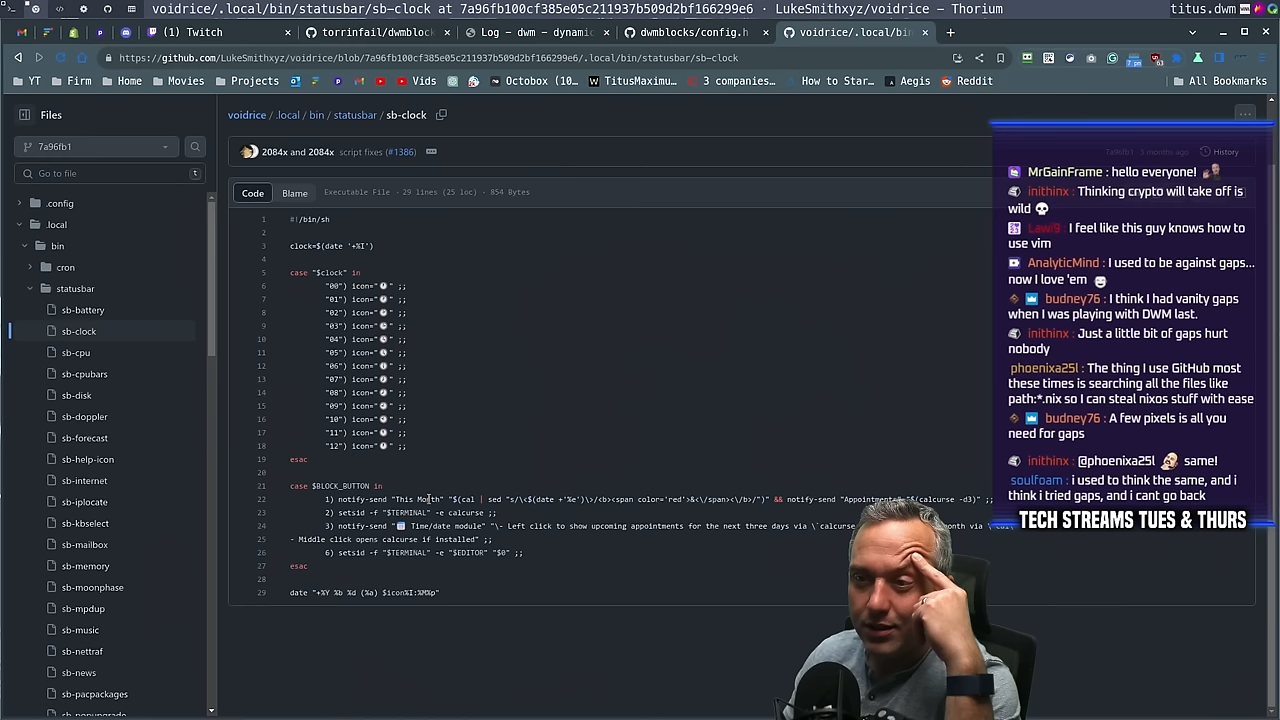 voidrice/.local/bin/statusbar/sb-clock at 7a96fb100cf385e05c31937b509d2bf166299e6 · LukeSmithxyz/voidrice — Thorium
titus.dwm
(1) Twitch
torrinfail/dwmblock
Log - dwm - dynamic
dwmblocks/config.h
voidrice/.local/bin
https://github.com/LukeSmithxyz/voidrice/blob/7a96fb100cf385e05c31937b509d2bf166299e6/.local/bin/statusbar/sb-clock
YT
Firm
Home
Movies
Projects
Vids
Octobox (10...
TitusMaximu...
3 companies...
How to Star...
Aegis
Reddit
All Bookmarks
Files
voidrice / .local / bin / statusbar / sb-clock
7a96fb1
Go to file
t
2084x and 2084x script fixes (#1386)
7a96fb1 · 5 months ago
History
Code
Blame
Executable File · 29 lines (25 loc) · 854 Bytes
.config
.local
bin
cron
statusbar
sb-battery
sb-clock
sb-cpu
sb-cpubars
sb-disk
sb-doppler
sb-forecast
sb-help-icon
sb-internet
sb-iplocate
sb-kbselect
sb-mailbox
sb-memory
sb-moonphase
sb-mpdup
sb-music
sb-nettraf
sb-news
sb-pacpackages
sb-popupgrade
1 #!/bin/sh
2
3 clock=$(date '+%I')
4
5 case "$clock" in
6 "00") icon="🕛" ;;
7 "01") icon="🕐" ;;
8 "02") icon="🕑" ;;
9 "03") icon="🕒" ;;
10 "04") icon="🕓" ;;
11 "05") icon="🕔" ;;
12 "06") icon="🕕" ;;
13 "07") icon="🕖" ;;
14 "08") icon="🕗" ;;
15 "09") icon="🕘" ;;
16 "10") icon="🕙" ;;
17 "11") icon="🕚" ;;
18 "12") icon="🕛" ;;
19 esac
20
21 case $BLOCK_BUTTON in
22 1) notify-send "This Month" "$(cal | sed "s/\<$(date +'%e')\>/<b><span color='red'>&<\/span><\/b>/")" && notify-send "Appointments" "$(calcurse -d3)" ;;
23 2) setsid -f "$TERMINAL" -e calcurse ;;
24 3) notify-send "📅 Time/date module" "\- Left click to show upcoming appointments for the next three days via \`calcurse
25 - Middle click opens calcurse if installed" ;;
26 6) setsid -f "$TERMINAL" -e "$EDITOR" "$0" ;;
27 esac
28
29 date "+%Y %b %d (%a) $icon%I:%M%p"
MrGainFrame : hello everyone!
inithinx : Thinking crypto will take off is
wild 💀
Lawi9 : I feel like this guy knows how to
use vim
AnalyticMind : I used to be against gaps...
now I love 'em
budney76 : I think I had vanity gaps
when I was playing with DWM last.
inithinx : Just a little bit of gaps hurt
nobody
phoenixa25l : The thing I use GitHub most
these times is searching all the files like
path:*.nix so I can steal nixos stuff with ease
budney76 : A few pixels is all you
need for gaps
inithinx : @phoenixa25l same!
soulfoam : i used to think the same, and i
think i tried gaps, and i cant go back
TECH STREAMS TUES & THURS